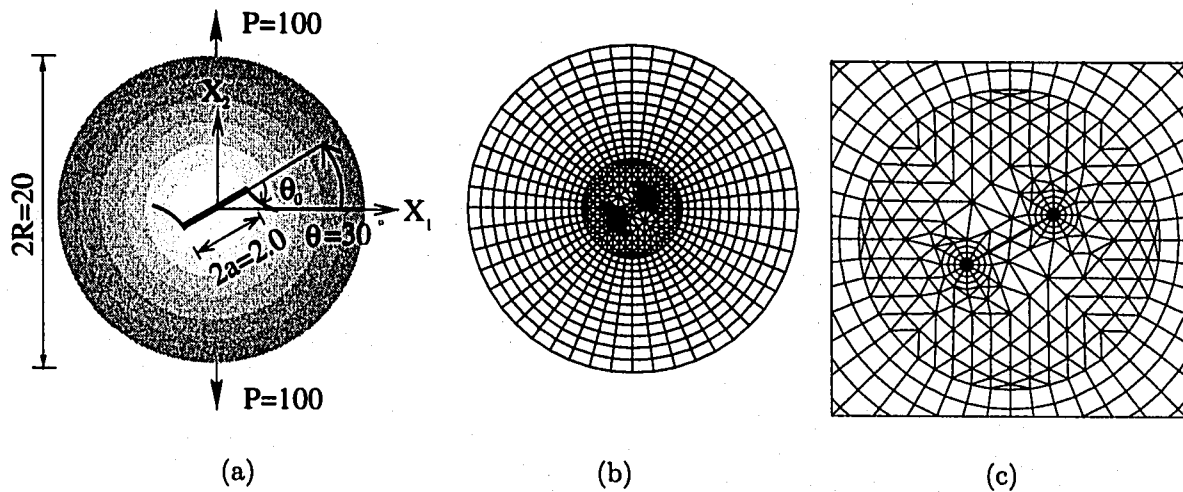 P=100
X₂
2R=20
θ₀
X₁
θ=30°
2a=2.0
P=100
(a)
(b)
(c)